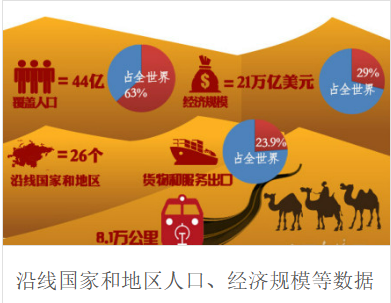 =44亿
占全世界
63%
覆盖人口
=21万亿美元
29%
占全世界
经济规模
=26个
沿线国家和地区
23.9%
占全世界
货物和服务出口
8.1万公里
沿线国家和地区人口、经济规模等数据